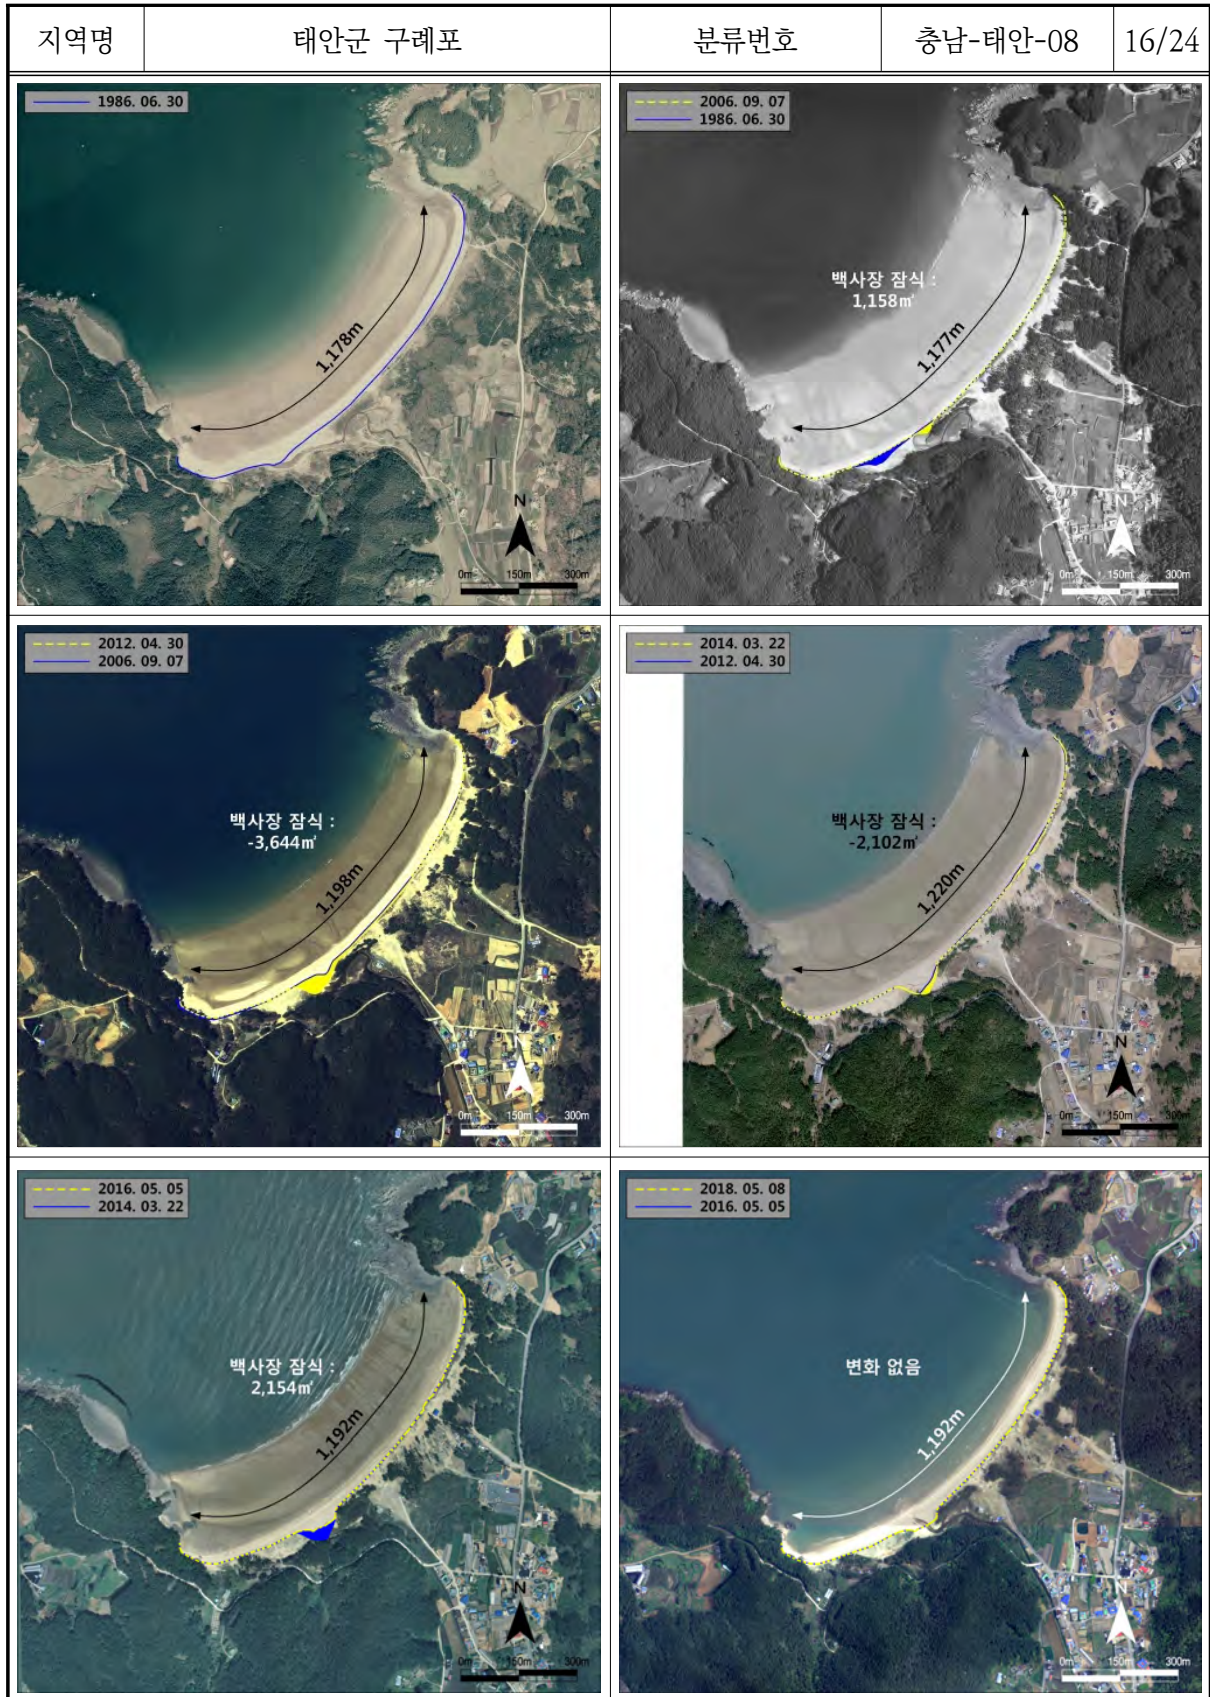 지역명 태안군 구례포 분류번호 충남-태안-08 16/24
1986. 06. 30
1,178m
N
0m 150m 300m
2006. 09. 07
1986. 06. 30
백사장 잠식 :
1,158㎡
1,177m
N
0m 150m 300m
2012. 04. 30
2006. 09. 07
백사장 잠식 :
-3,644㎡
1,198m
N
0m 150m 300m
2014. 03. 22
2012. 04. 30
백사장 잠식 :
-2,102㎡
1,220m
N
0m 150m 300m
2016. 05. 05
2014. 03. 22
백사장 잠식 :
2,154㎡
1,192m
N
0m 150m 300m
2018. 05. 08
2016. 05. 05
변화 없음
1,192m
N
0m 150m 300m